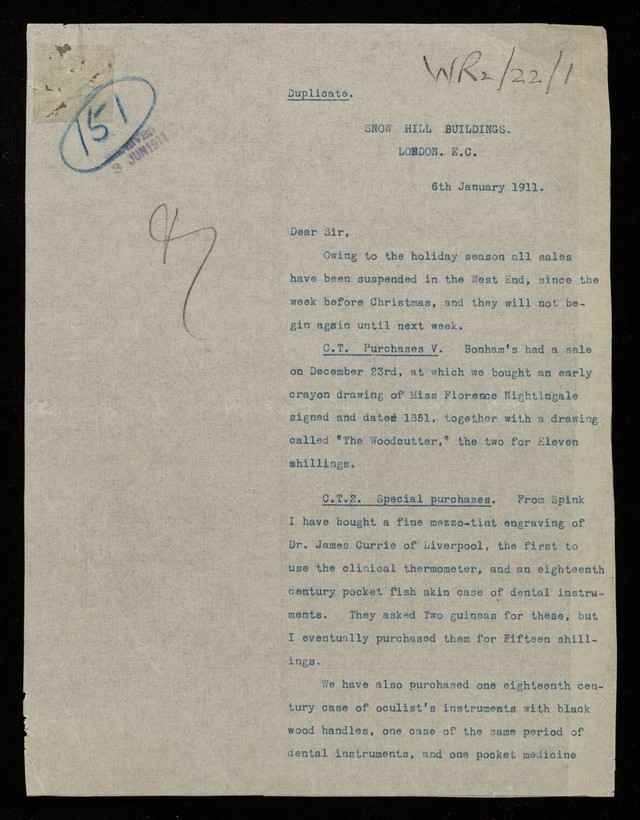 WR2/22/1
Duplicate.
151
3 JUN 1911
SNOW HILL BUILDINGS.
LONDON. E.C.
6th January 1911.
Dear Sir,
Owing to the holiday season all sales
have been suspended in the West End, since the
week before Christmas, and they will not be-
gin again until next week.
C.T. Purchases V. Bonham's had a sale
on December 23rd, at which we bought an early
crayon drawing of Miss Florence Nightingale
signed and dated 1851, together with a drawing
called "The Woodcutter," the two for Eleven
shillings.
C.T.2. Special purchases. From Spink
I have bought a fine mezzo-tint engraving of
Dr. James Currie of Liverpool, the first to
use the clinical thermometer, and an eighteenth
century pocket fish skin case of dental instru-
ments. They asked Two guineas for these, but
I eventually purchased them for Fifteen shill-
ings.
We have also purchased one eighteenth cen-
tury case of oculist's instruments with black
wood handles, one case of the same period of
dental instruments, and one pocket medicine